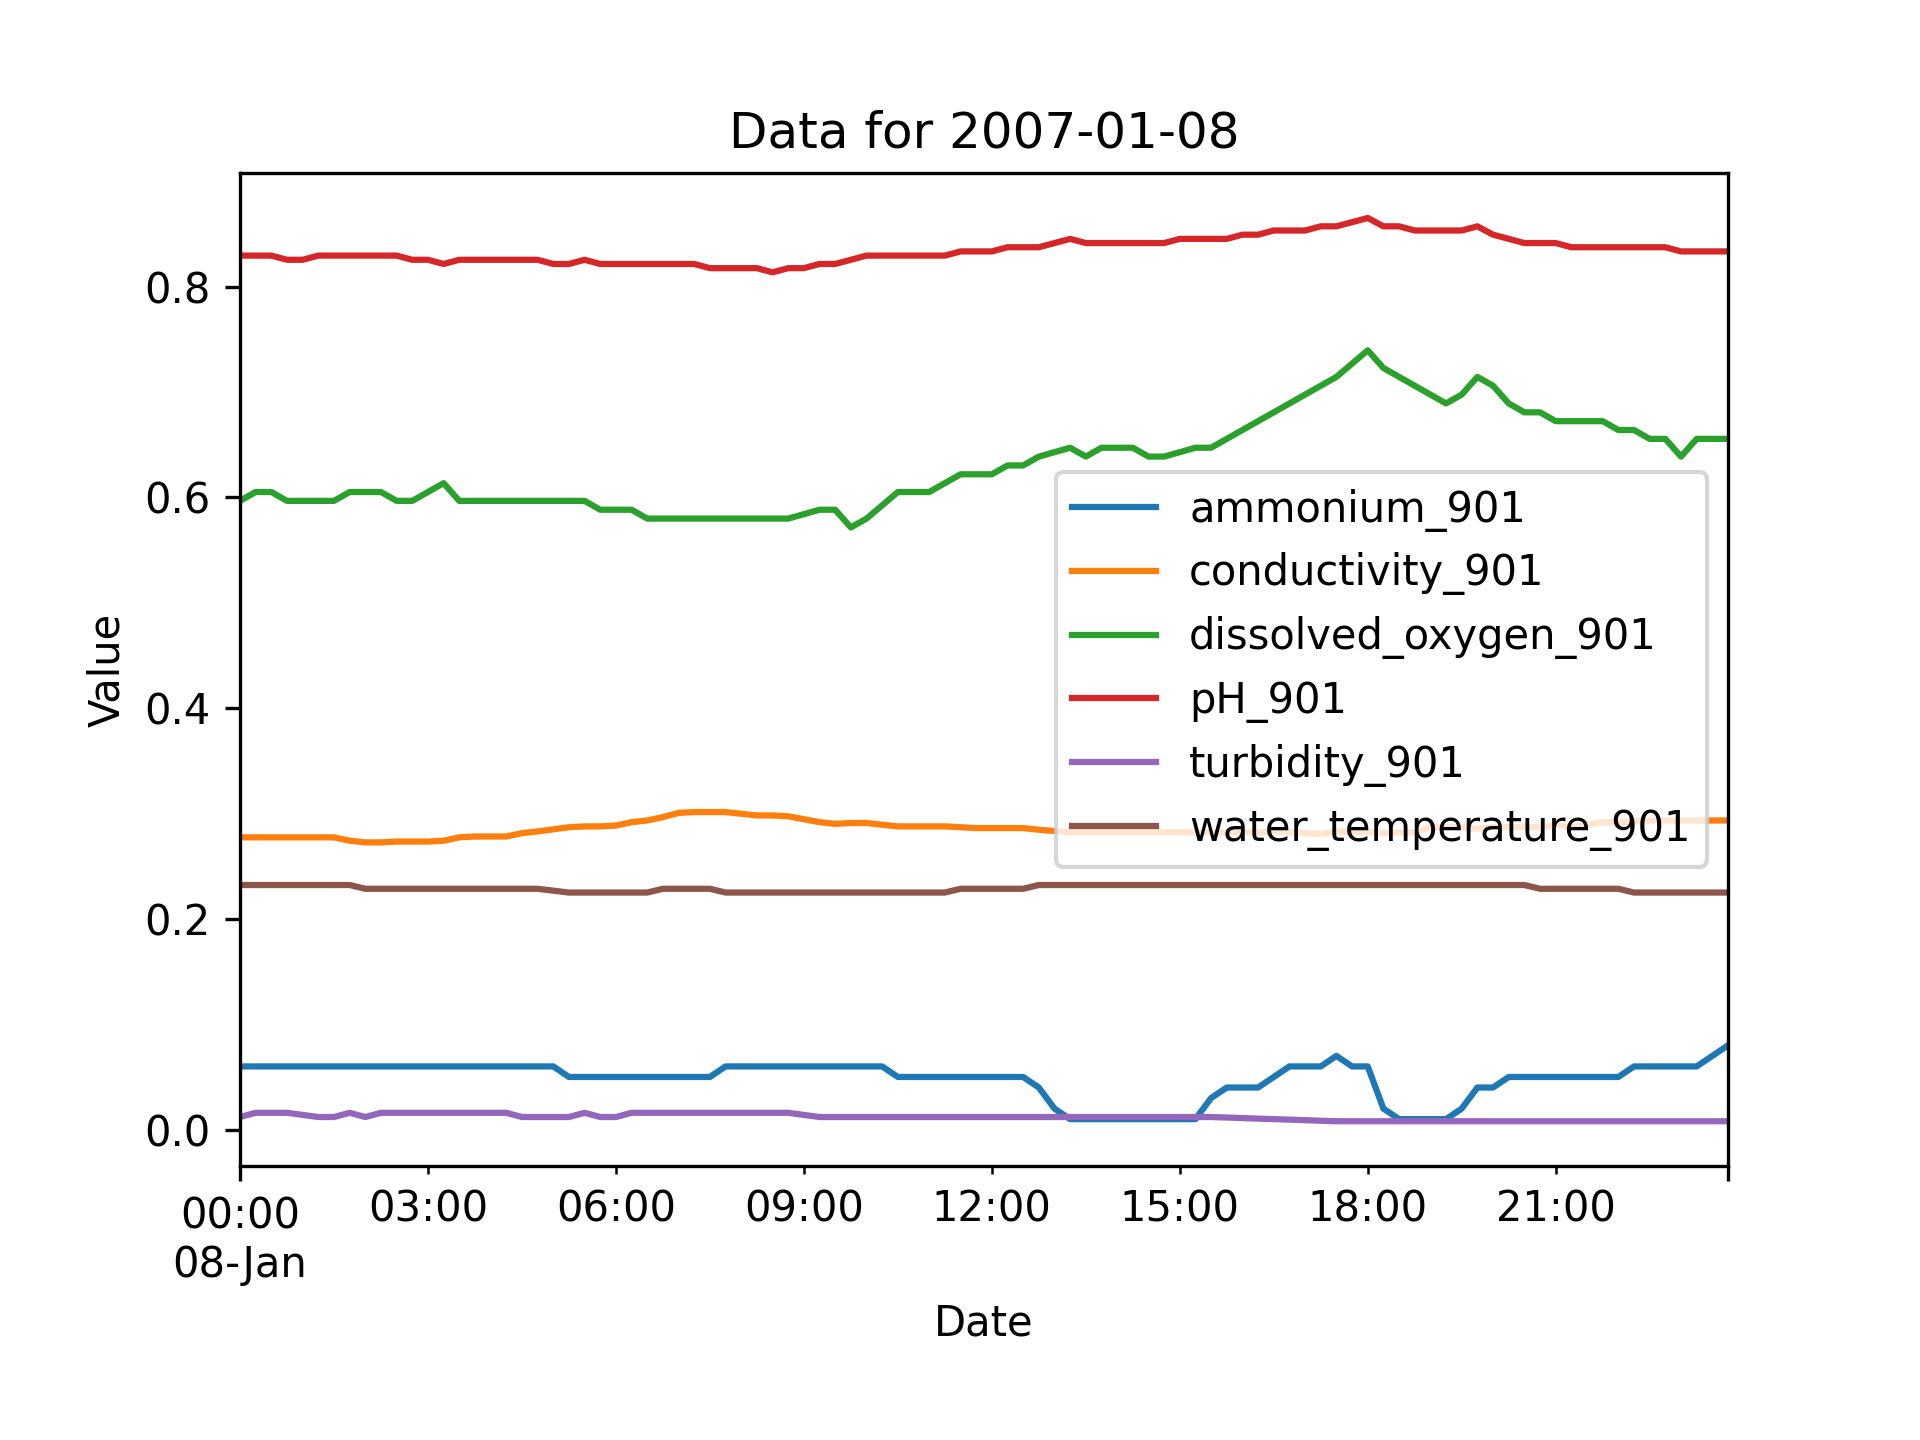 Data for 2007-01-08
Value
0.8
0.6
0.4
0.2
0.0
ammonium_901
conductivity_901
dissolved_oxygen_901
pH_901
turbidity_901
water_temperature_901
00:00 03:00 06:00 09:00 12:00 15:00 18:00 21:00
08-Jan
Date